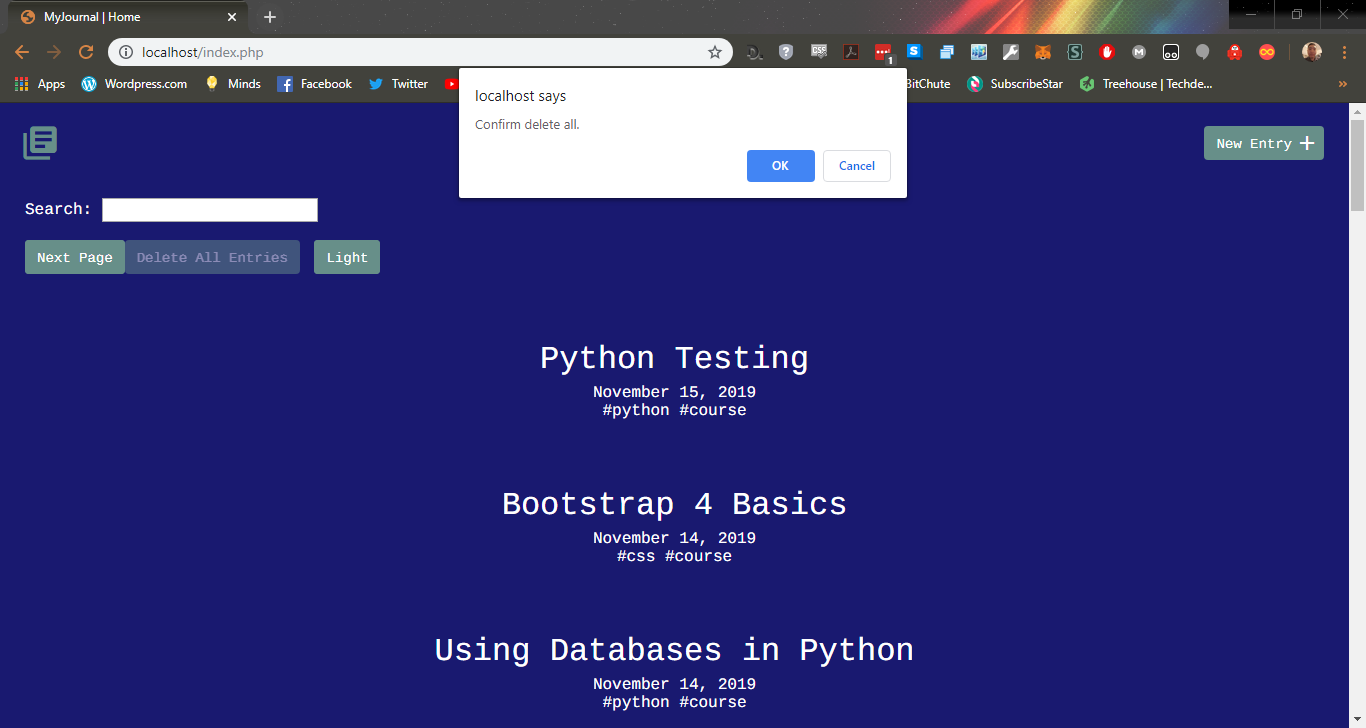 MyJournal | Home
localhost/index.php
1
Apps
Wordpress.com
Minds
Facebook
Twitter
BitChute
SubscribeStar
Treehouse | Techde...
localhost says
Confirm delete all.
OK
Cancel
New Entry
Search:
Next Page
Delete All Entries
Light
Python Testing
November 15, 2019
#python #course
Bootstrap 4 Basics
November 14, 2019
#css #course
Using Databases in Python
November 14, 2019
#python #course